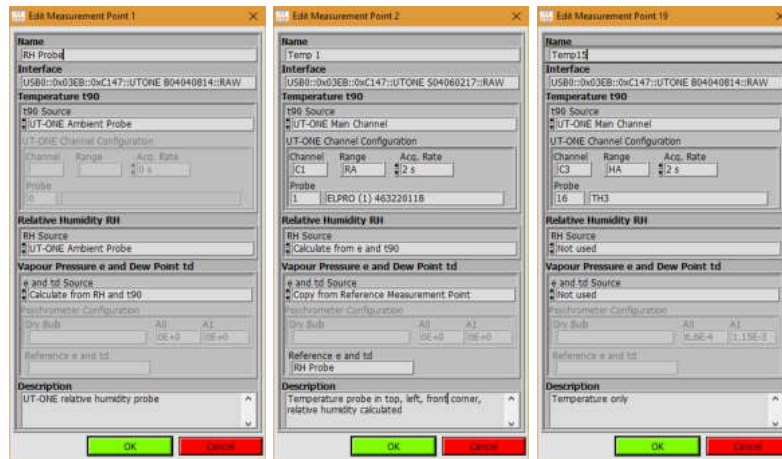 Edit Measurement Point 1
Name
RH Probe
Interface
USB0::0x03EB::0xC147::UTONE B04040814::RAW
Temperature t90
t90 Source
UT-ONE Ambient Probe
UT-ONE Channel Configuration
Channel Range Acq. Rate
0 s
Probe
0
Relative Humidity RH
RH Source
UT-ONE Ambient Probe
Vapour Pressure e and Dew Point td
e and td Source
Calculate from RH and t90
Psychrometer Configuration
Dry Bulb AII A1
0E+0 0E+0
Reference e and td
Description
UT-ONE relative humidity probe
OK Cancel
Edit Measurement Point 2
Name
Temp 1
Interface
USB0::0x03EB::0xC147::UTONE S04060217::RAW
Temperature t90
t90 Source
UT-ONE Main Channel
UT-ONE Channel Configuration
Channel Range Acq. Rate
C1 RA 2 s
Probe
1 ELPRO (1) 463220118
Relative Humidity RH
RH Source
Calculate from e and t90
Vapour Pressure e and Dew Point td
e and td Source
Copy from Reference Measurement Point
Psychrometer Configuration
Dry Bulb AII A1
0E+0 0E+0
Reference e and td
RH Probe
Description
Temperature probe in top, left, front corner,
relative humidity calculated
OK Cancel
Edit Measurement Point 19
Name
Temp15
Interface
USB0::0x03EB::0xC147::UTONE B04040814::RAW
Temperature t90
t90 Source
UT-ONE Main Channel
UT-ONE Channel Configuration
Channel Range Acq. Rate
C3 HA 2 s
Probe
16 TH3
Relative Humidity RH
RH Source
Not used
Vapour Pressure e and Dew Point td
e and td Source
Not used
Psychrometer Configuration
Dry Bulb AII A1
6.6E-4 1.15E-3
Reference e and td
Description
Temperature only
OK Cancel